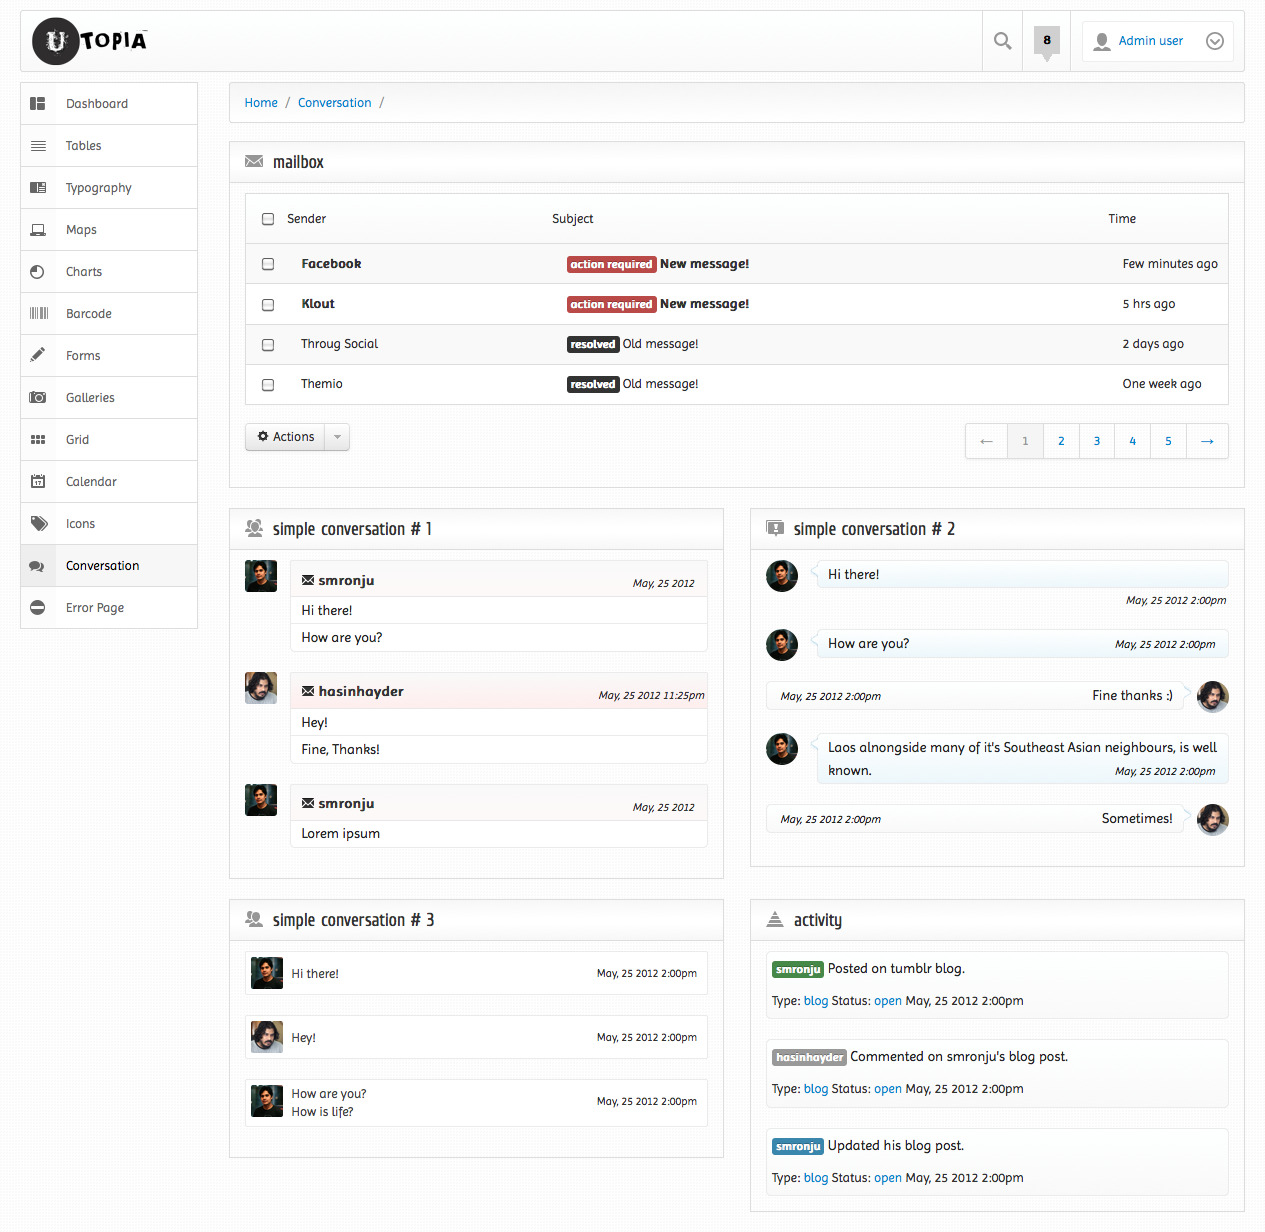 UTOPIA
8
Admin user
Dashboard
Tables
Typography
Maps
Charts
Barcode
Forms
Galleries
Grid
Calendar
Icons
Conversation
Error Page
Home / Conversation /
mailbox
Sender Subject Time
Facebook action required New message! Few minutes ago
Klout action required New message! 5 hrs ago
Throug Social resolved Old message! 2 days ago
Themio resolved Old message! One week ago
Actions
← 1 2 3 4 5 →
simple conversation # 1
smronju May, 25 2012
Hi there!
How are you?
hasinhayder May, 25 2012 11:25pm
Hey!
Fine, Thanks!
smronju May, 25 2012
Lorem ipsum
simple conversation # 2
Hi there!
May, 25 2012 2:00pm
How are you? May, 25 2012 2:00pm
May, 25 2012 2:00pm Fine thanks :)
Laos alnongside many of it's Southeast Asian neighbours, is well
known. May, 25 2012 2:00pm
May, 25 2012 2:00pm Sometimes!
simple conversation # 3
Hi there! May, 25 2012 2:00pm
Hey! May, 25 2012 2:00pm
How are you?
How is life? May, 25 2012 2:00pm
activity
smronju Posted on tumblr blog.
Type: blog Status: open May, 25 2012 2:00pm
hasinhayder Commented on smronju's blog post.
Type: blog Status: open May, 25 2012 2:00pm
smronju Updated his blog post.
Type: blog Status: open May, 25 2012 2:00pm